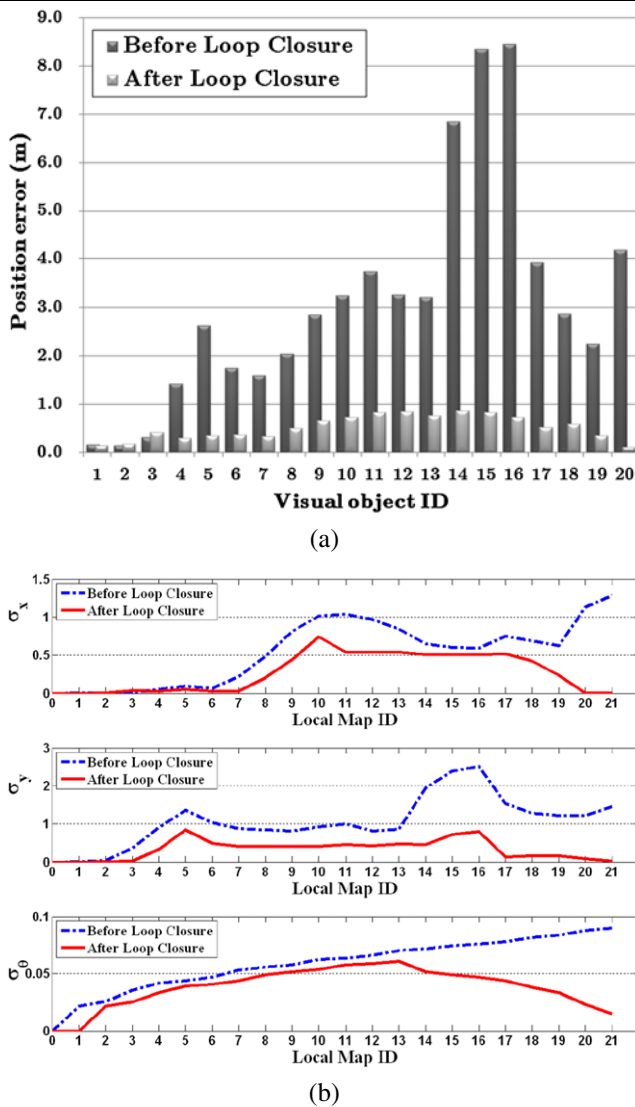 9.0
8.0
7.0
6.0
5.0
4.0
3.0
2.0
1.0
0.0
Position error (m)
Before Loop Closure
After Loop Closure
1 2 3 4 5 6 7 8 9 10 11 12 13 14 15 16 17 18 19 20
Visual object ID
(a)
1.5
1
0.5
0
σx
Before Loop Closure
After Loop Closure
0 1 2 3 4 5 6 7 8 9 10 11 12 13 14 15 16 17 18 19 20 21
Local Map ID
3
2
1
0
σy
Before Loop Closure
After Loop Closure
0 1 2 3 4 5 6 7 8 9 10 11 12 13 14 15 16 17 18 19 20 21
Local Map ID
0.1
0.05
0
σθ
Before Loop Closure
After Loop Closure
0 1 2 3 4 5 6 7 8 9 10 11 12 13 14 15 16 17 18 19 20 21
Local Map ID
(b)